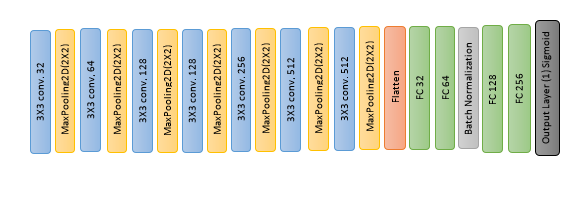 3X3 conv. 32
MaxPooling2D(2X2)
3X3 conv. 64
MaxPooling2D(2X2)
3X3 conv. 128
MaxPooling2D(2X2)
3X3 conv. 128
MaxPooling2D(2X2)
3X3 conv. 256
MaxPooling2D(2X2)
3X3 conv. 512
MaxPooling2D(2X2)
3X3 conv. 512
MaxPooling2D(2X2)
Flatten
FC 32
FC 64
Batch Normalization
FC 128
FC 256
Output Layer (1) Sigmoid